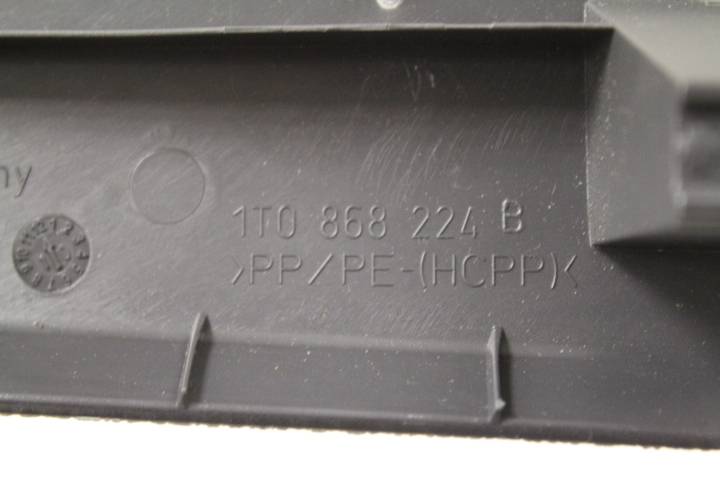 ny
1T0 868 224 B
>PP/PE-(HCPP)<